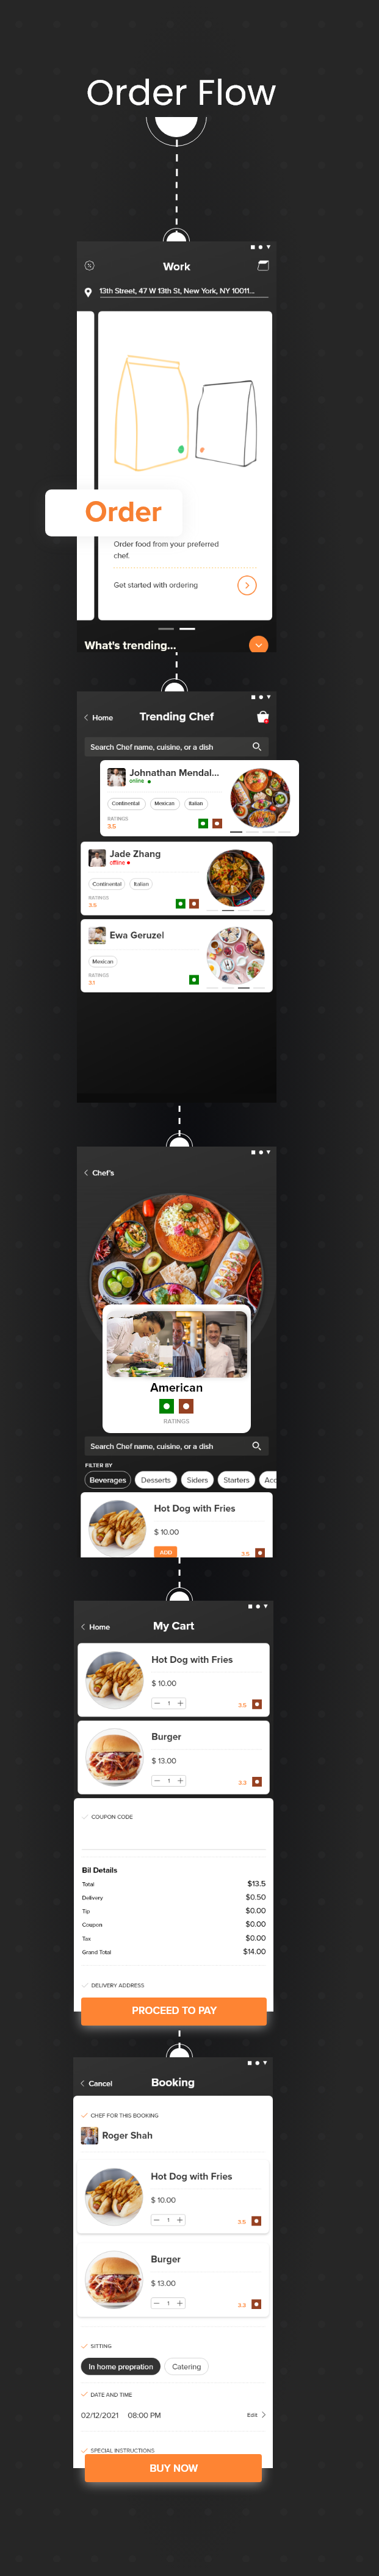 Order Flow
Work
13th Street, 47 W 13th St, New York, NY 10011...
Order
Order food from your preferred
chef.
Get started with ordering
What's trending...
Home
Trending Chef
Search Chef name, cuisine, or a dish
Johnathan Mendal...
online
Continental Mexican Italian
RATINGS
3.5
Jade Zhang
offline
Continental Italian
RATINGS
3.5
Ewa Geruzel
Mexican
RATINGS
3.1
Chef's
American
RATINGS
Search Chef name, cuisine, or a dish
FILTER BY
Beverages Desserts Siders Starters Acc
Hot Dog with Fries
$ 10.00
ADD
3.5
Home
My Cart
Hot Dog with Fries
$ 10.00
1
3.5
Burger
$ 13.00
1
3.3
COUPON CODE
Bil Details
Total $13.5
Delivery $0.50
Tip $0.00
Coupon $0.00
Tax $0.00
Grand Total $14.00
DELIVERY ADDRESS
PROCEED TO PAY
Cancel
Booking
CHEF FOR THIS BOOKING
Roger Shah
Hot Dog with Fries
$ 10.00
1
3.5
Burger
$ 13.00
1
3.3
SITTING
In home prepration Catering
DATE AND TIME
02/12/2021 08:00 PM Edit
SPECIAL INSTRUCTIONS
BUY NOW